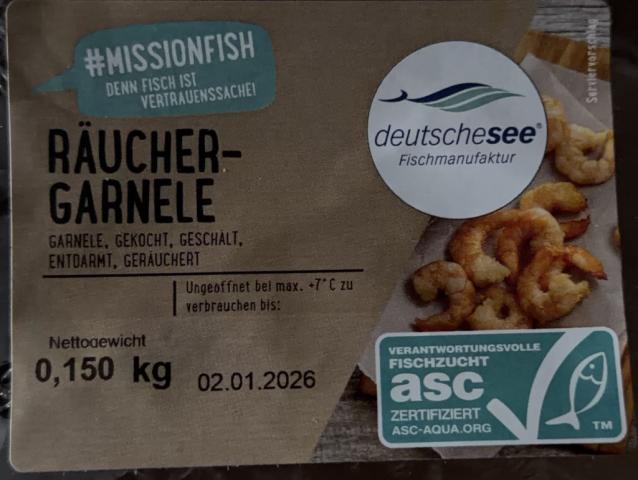 #MISSIONFISH
DENN FISCH IST
VERTRAUENSSACHE!
RÄUCHER-
GARNELE
GARNELE, GEKOCHT, GESCHÄLT,
ENTDARMT, GERÄUCHERT
Ungeöffnet bei max. +7°C zu
verbrauchen bis:
Nettogewicht
0,150 kg
02.01.2026
deutschesee®
Fischmanufaktur
Serviervorschlag
VERANTWORTUNGSVOLLE
FISCHZUCHT
asc
ZERTIFIZIERT
ASC-AQUA.ORG
TM